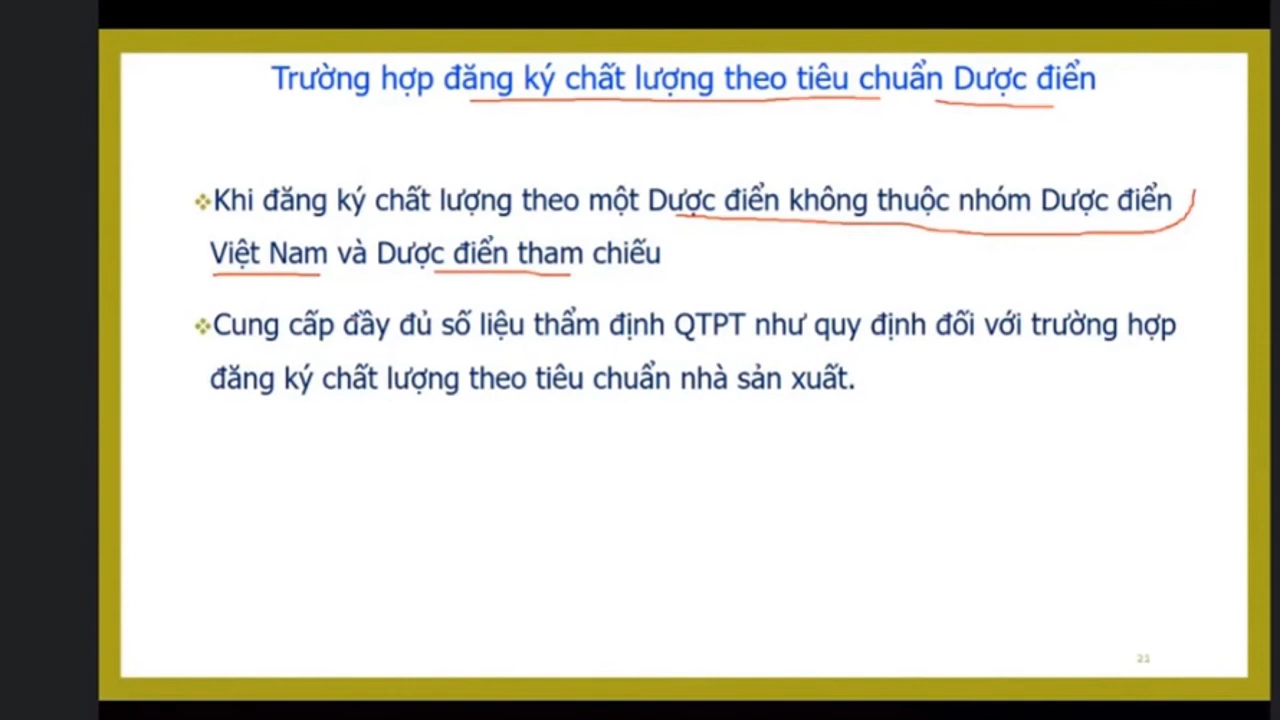 Trường hợp đăng ký chất lượng theo tiêu chuẩn Dược điển
❖Khi đăng ký chất lượng theo một Dược điển không thuộc nhóm Dược điển
Việt Nam và Dược điển tham chiếu
❖Cung cấp đầy đủ số liệu thẩm định QTPT như quy định đối với trường hợp
đăng ký chất lượng theo tiêu chuẩn nhà sản xuất.
21